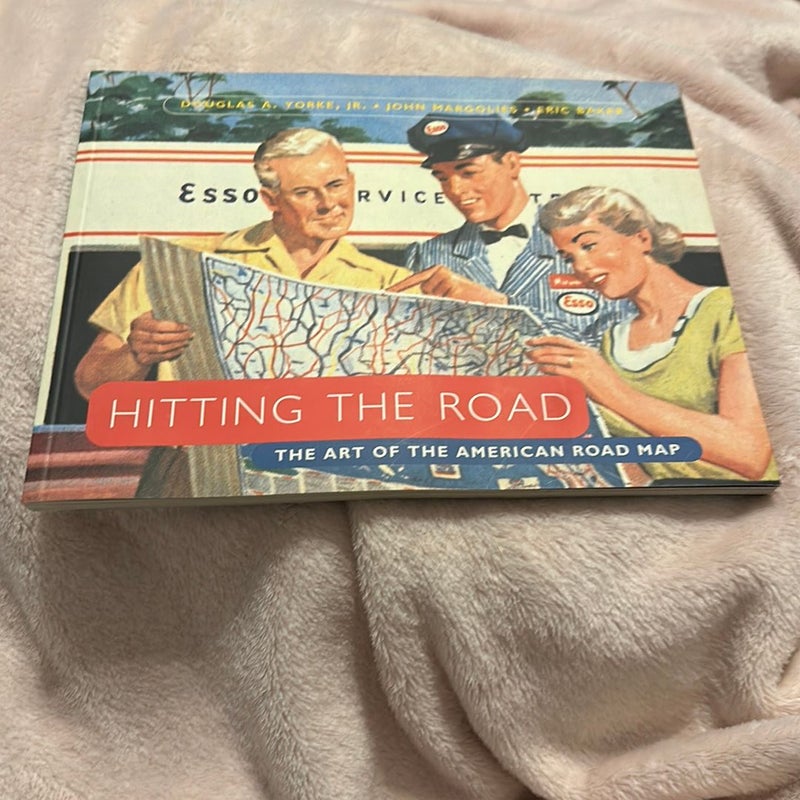 DOUGLAS A. YORKE, JR. • JOHN MARGOLIES • ERIC BAKER
Esso
ESSO RVICE
Esso
HITTING THE ROAD
THE ART OF THE AMERICAN ROAD MAP